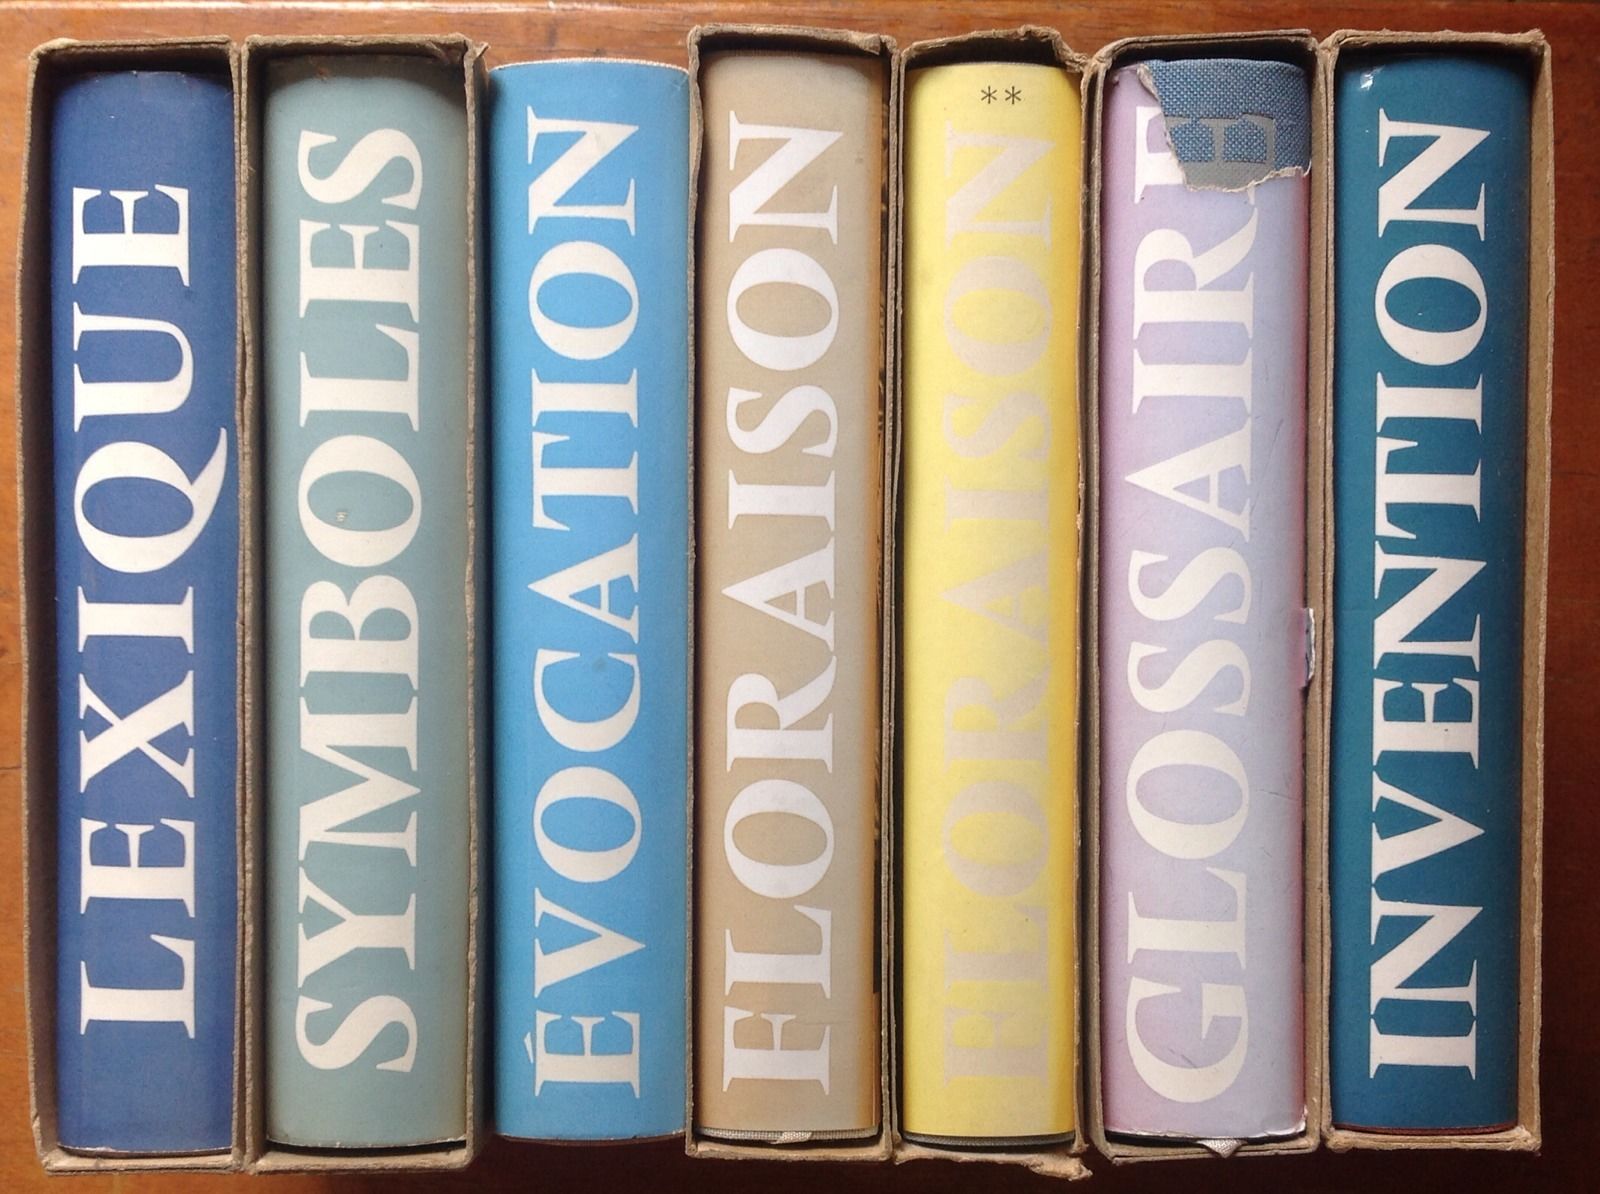 LEXIQUE
SYMBOLES
ÉVOCATION
FLORAISON
**
FLORAISON
GLOSSAIRE
INVENTION